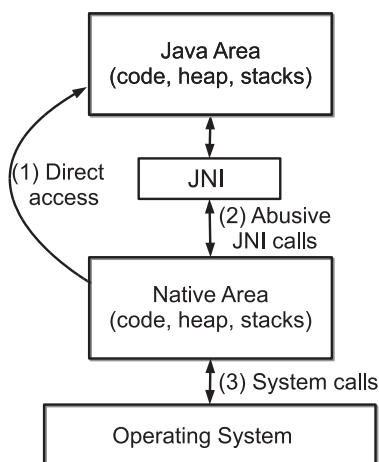 Java Area
(code, heap, stacks)
(1) Direct
access
JNI
(2) Abusive
JNI calls
Native Area
(code, heap, stacks)
(3) System calls
Operating System